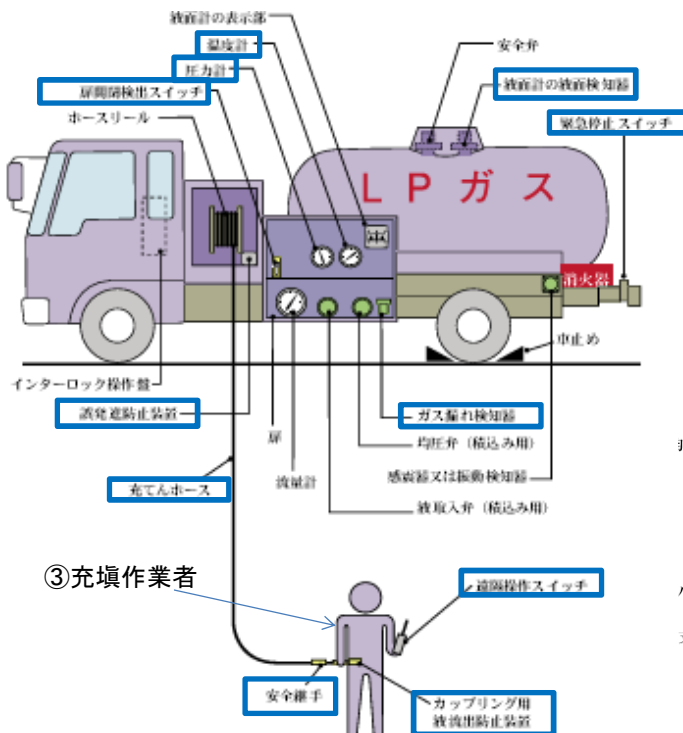 液面計の表示部
温度計
圧力計
扉開閉検出スイッチ
ホースリール
安全弁
液面計の液面検知器
緊急停止スイッチ
LPガス
消火器
車止め
インターロック操作盤
誤発進防止装置
扉
流量計
ガス漏れ検知器
均圧弁（積込み用）
感震器又は振動検知器
液取入弁（積込み用）
充てんホース
③充塡作業者
遠隔操作スイッチ
安全継手
カップリング用
液流出防止装置